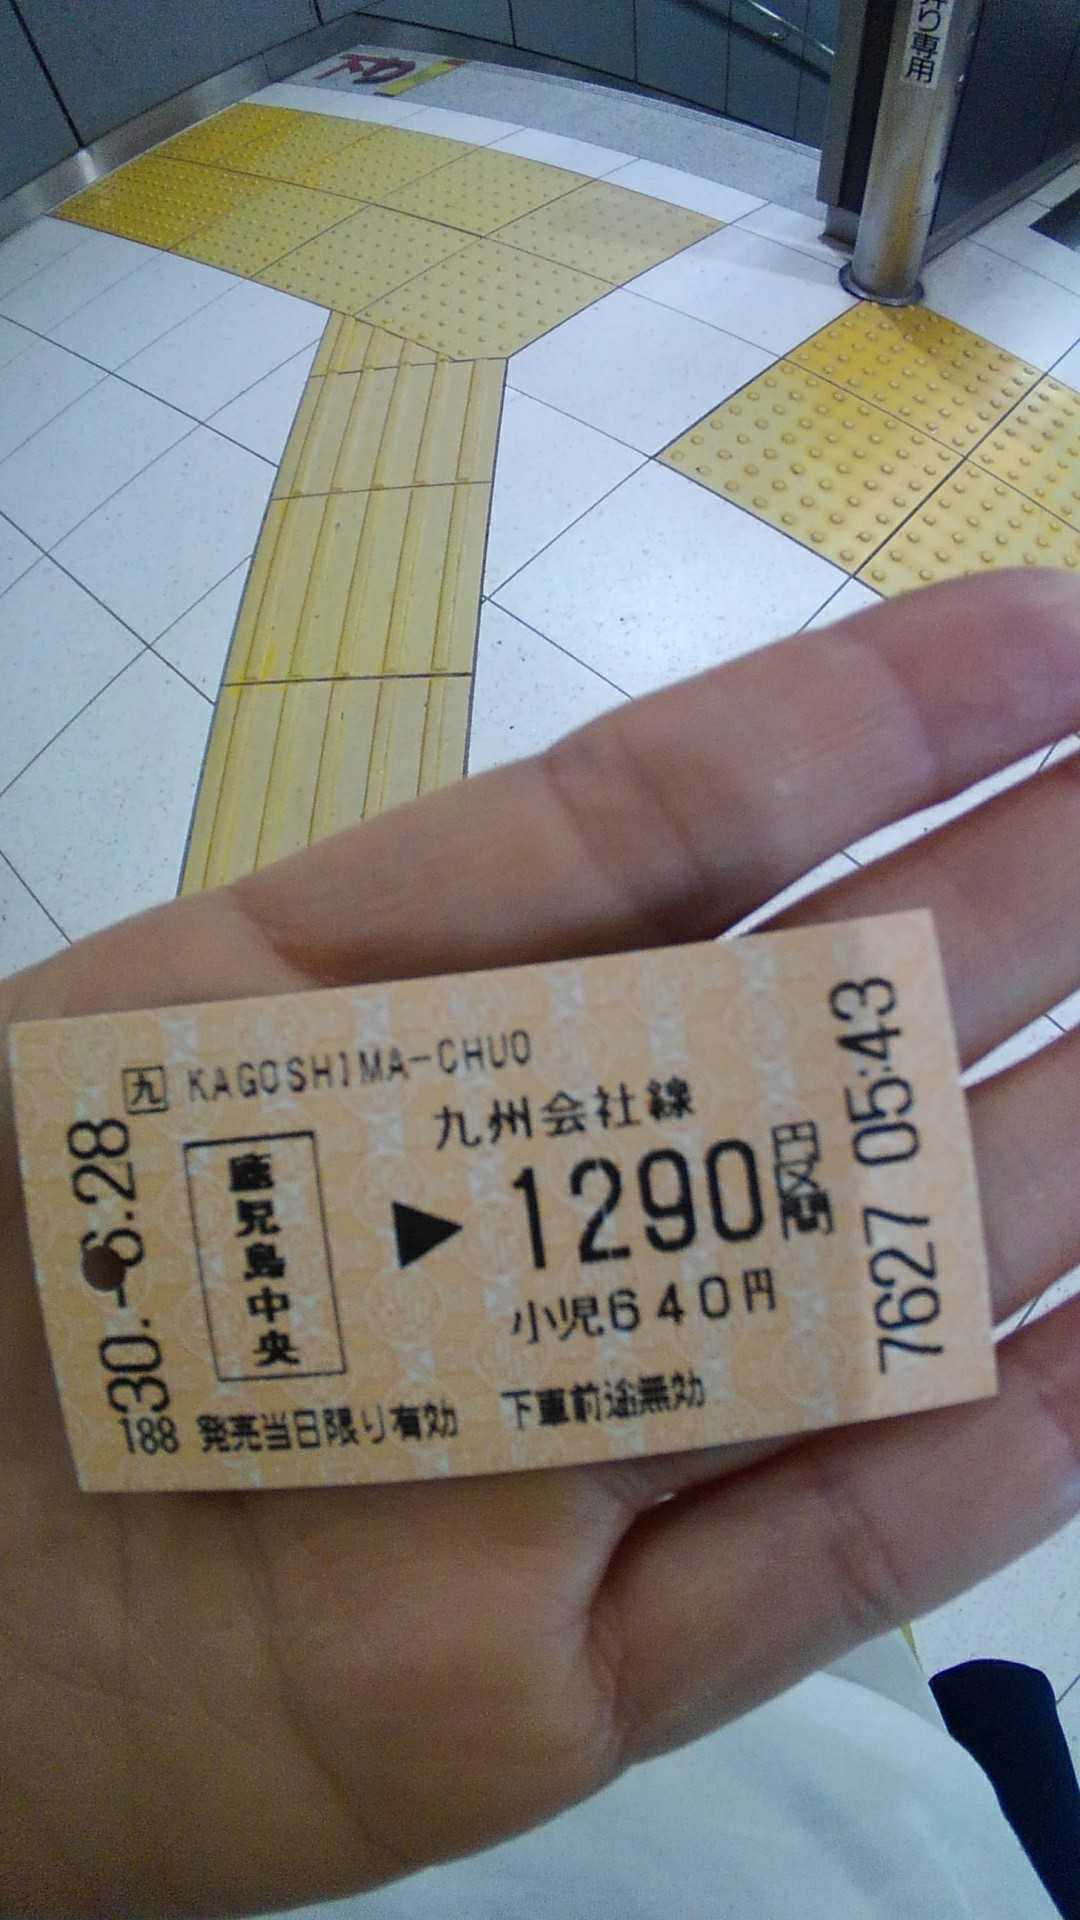 り専用
下り
九 KAGOSHIMA-CHUO
九州会社線
鹿児島中央
▶ 1290円区間
小児640円
発売当日限り有効 下車前途無効
30.-6.28
188
7627 05:43